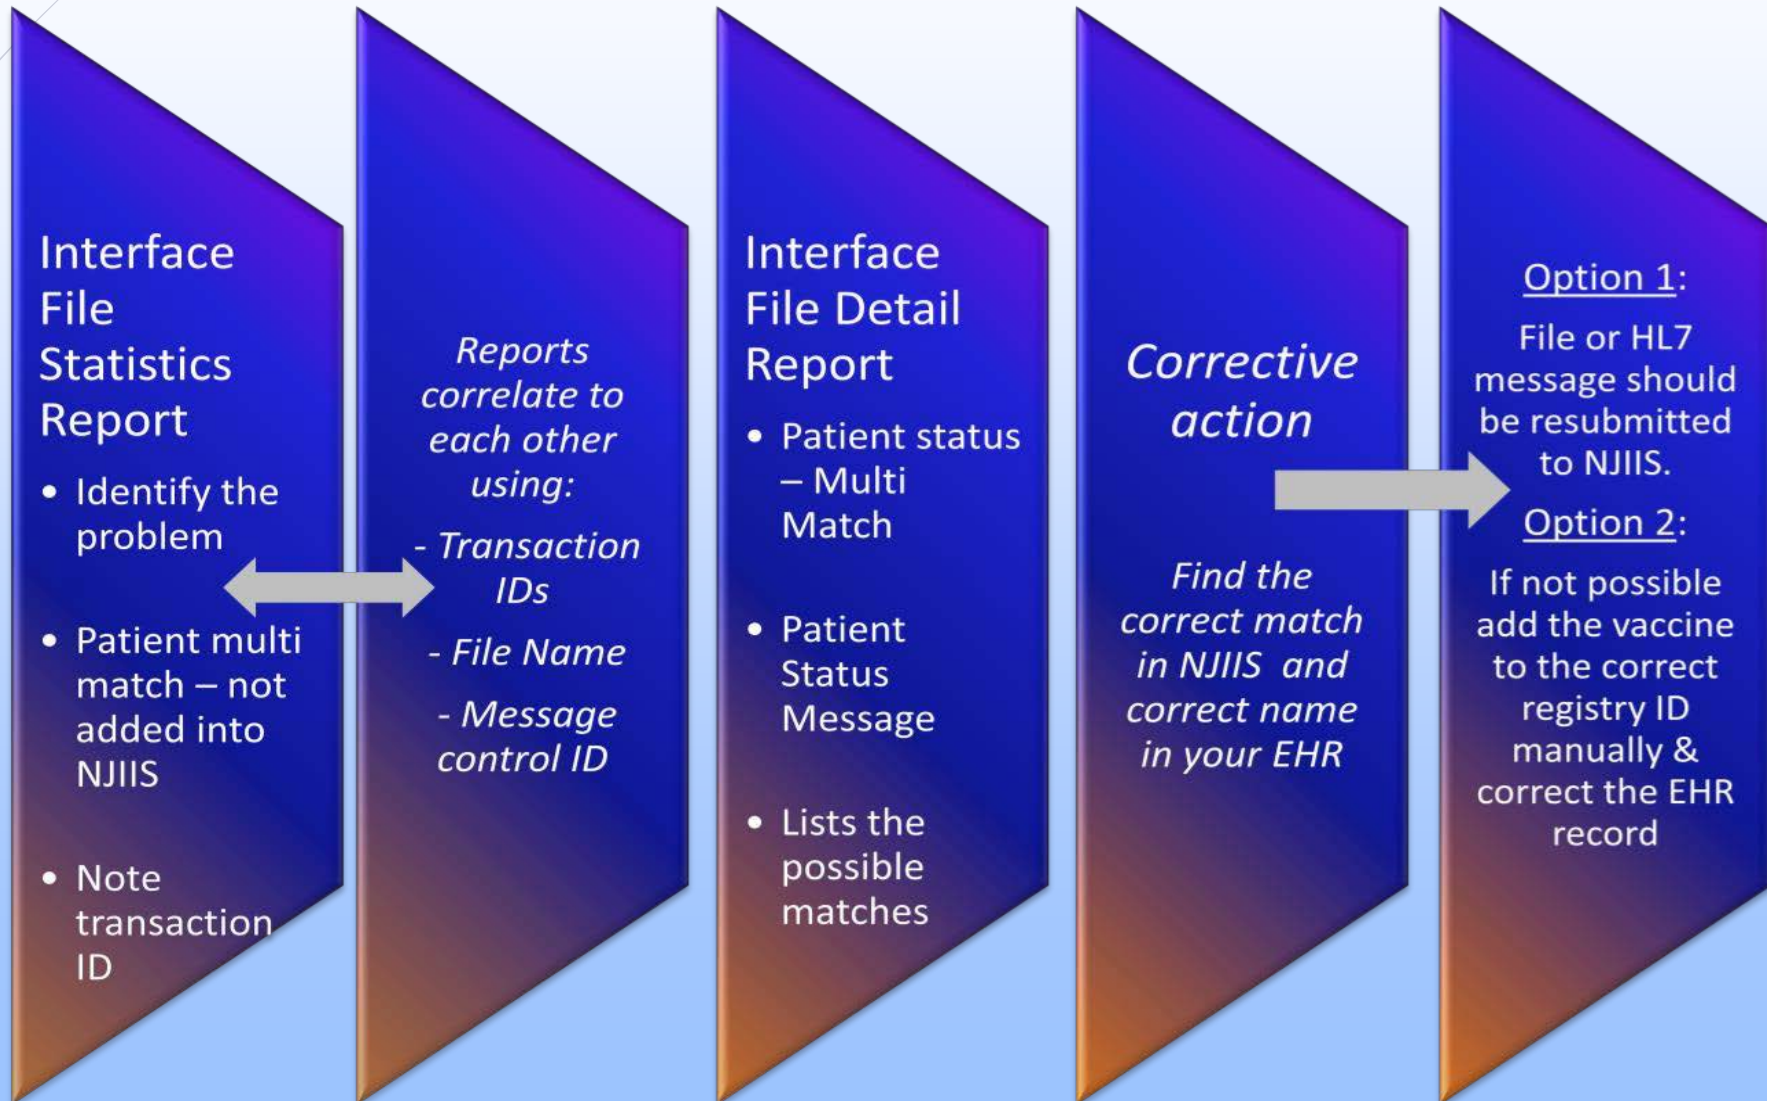 Interface
File
Statistics
Report
• Identify the
problem
• Patient multi
match – not
added into
NJIIS
• Note
transaction
ID
Reports
correlate to
each other
using:
- Transaction
IDs
- File Name
- Message
control ID
Interface
File Detail
Report
• Patient status
– Multi
Match
• Patient
Status
Message
• Lists the
possible
matches
Corrective
action
Find the
correct match
in NJIIS and
correct name
in your EHR
Option 1:
File or HL7
message should
be resubmitted
to NJIIS.
Option 2:
If not possible
add the vaccine
to the correct
registry ID
manually &
correct the EHR
record